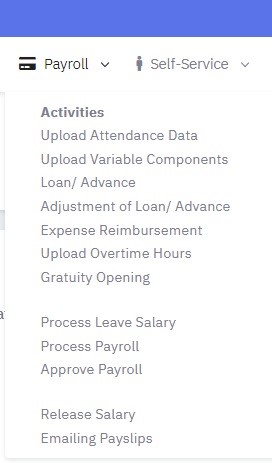 Payroll Self-Service
Activities
Upload Attendance Data
Upload Variable Components
Loan/ Advance
Adjustment of Loan/ Advance
Expense Reimbursement
Upload Overtime Hours
Gratuity Opening
Process Leave Salary
Process Payroll
Approve Payroll
Release Salary
Emailing Payslips